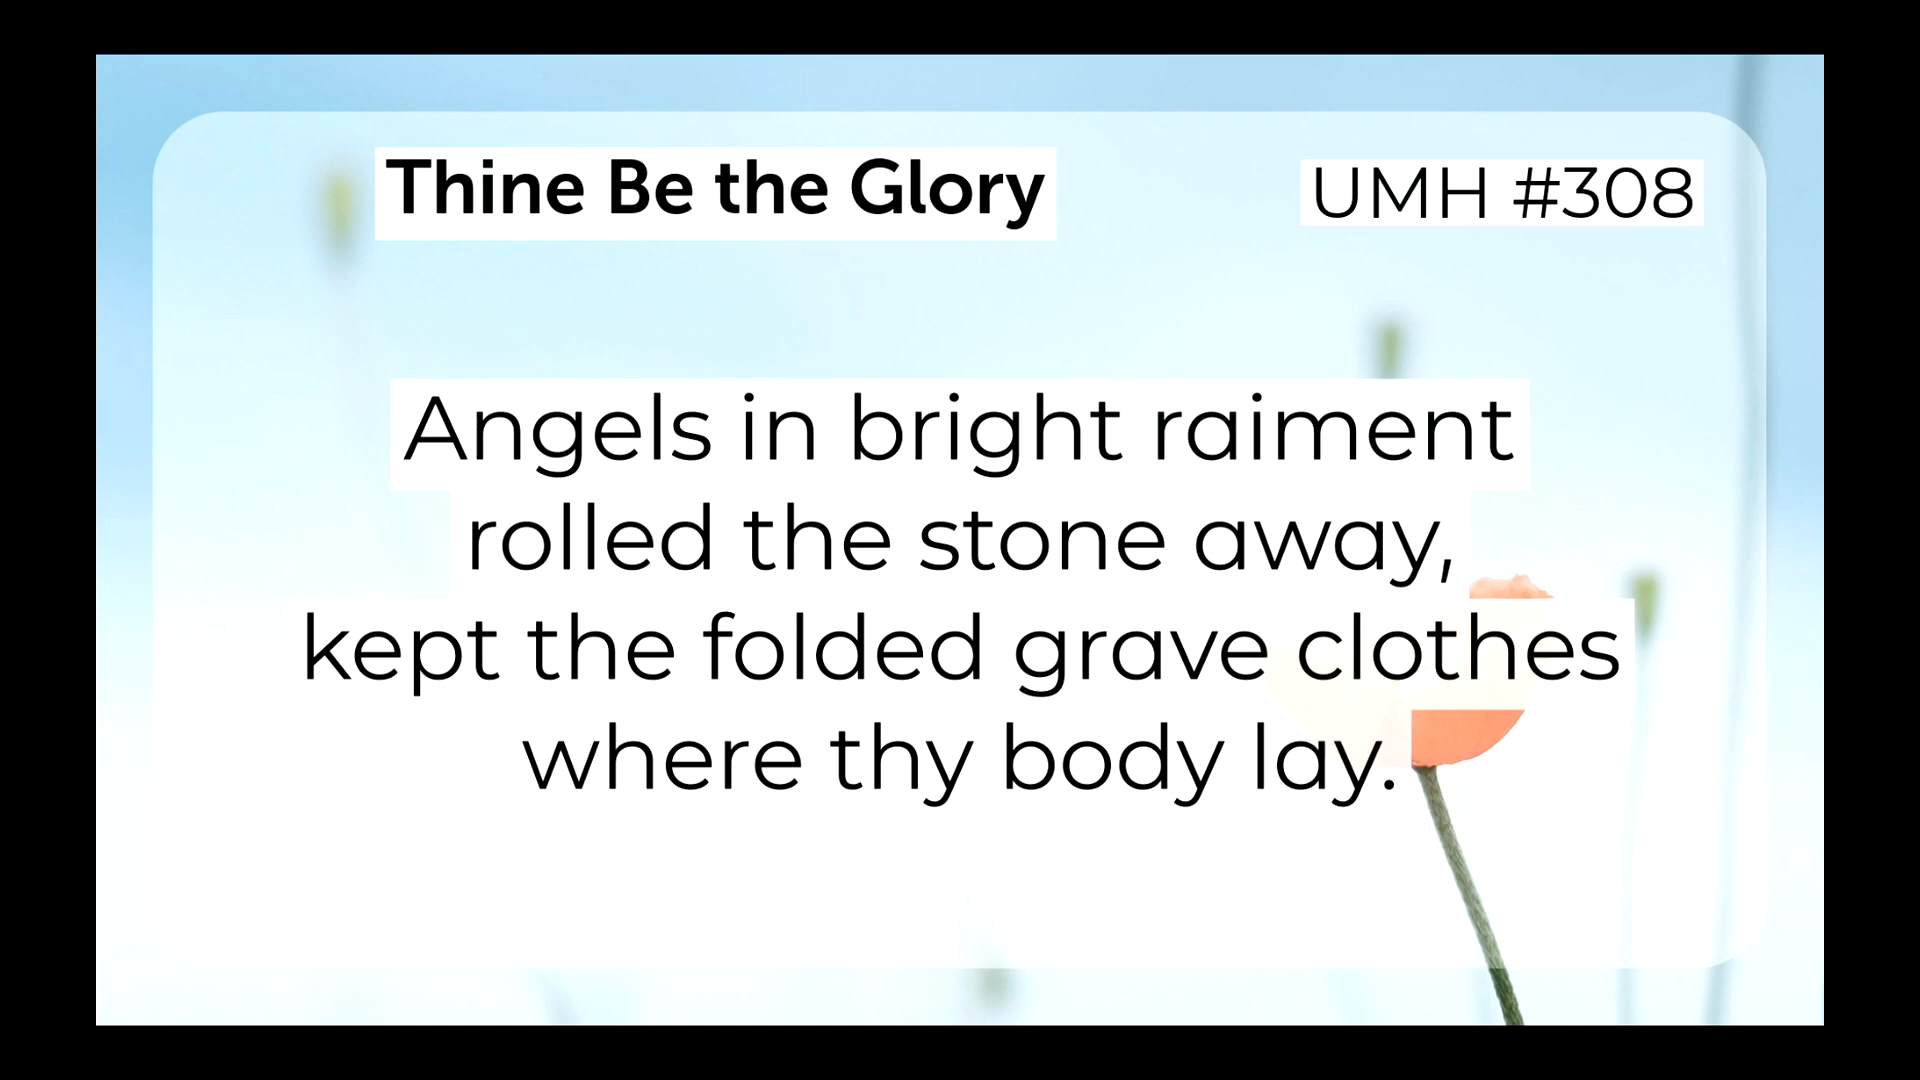 Thine Be the Glory
UMH #308
Angels in bright raiment
rolled the stone away,
kept the folded grave clothes
where thy body lay.